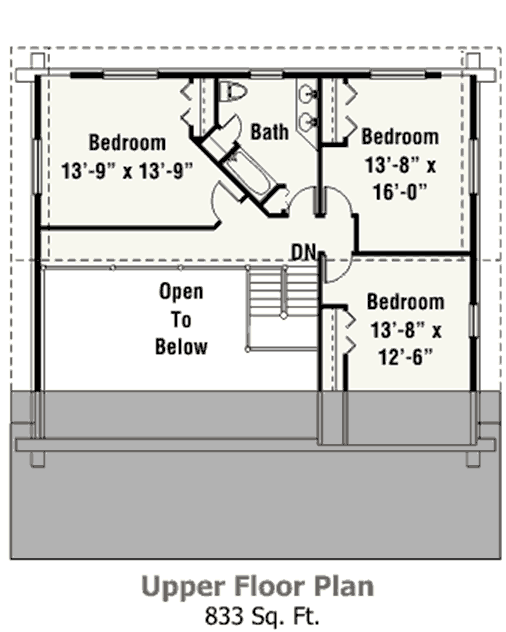 Bedroom
13'-9" x 13'-9"
Bath
Bedroom
13'-8" x
16'-0"
DN
Open
To
Below
Bedroom
13'-8" x
12'-6"
Upper Floor Plan
833 Sq. Ft.